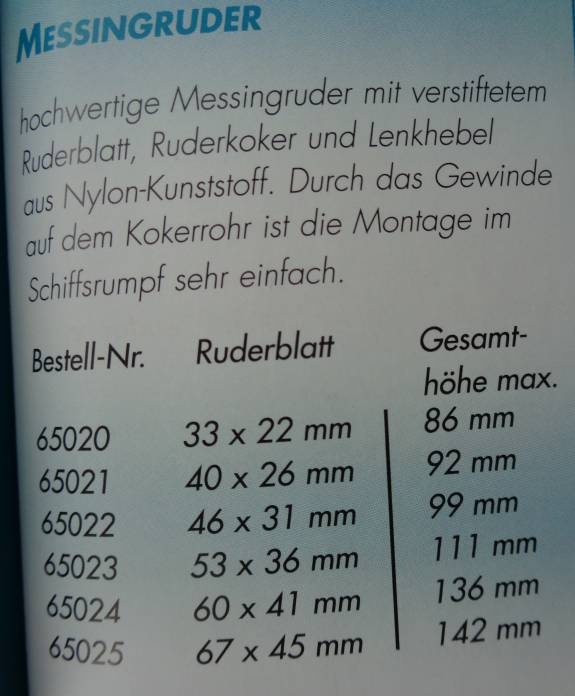 MESSINGRUDER
hochwertige Messingruder mit verstiftetem
Ruderblatt, Ruderkoker und Lenkhebel
aus Nylon-Kunststoff. Durch das Gewinde
auf dem Kokerrohr ist die Montage im
Schiffsrumpf sehr einfach.
Bestell-Nr. Ruderblatt Gesamt-
höhe max.
65020 33 x 22 mm 86 mm
65021 40 x 26 mm 92 mm
65022 46 x 31 mm 99 mm
65023 53 x 36 mm 111 mm
65024 60 x 41 mm 136 mm
65025 67 x 45 mm 142 mm